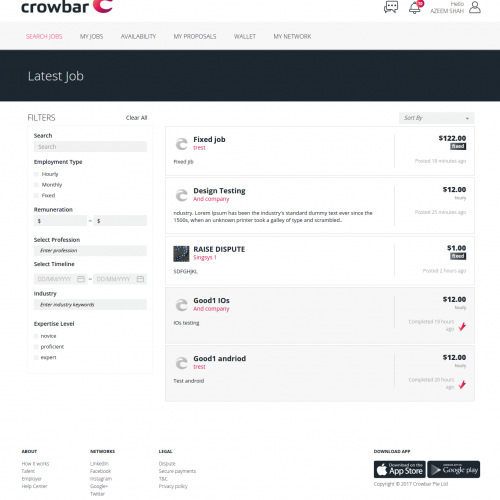 crowbar
Hello
AZEEM SHAH
SEARCH JOBS MY JOBS AVAILABILITY MY PROPOSALS WALLET MY NETWORK
Latest Job
FILTERS Clear All
Sort By
Search
Search
Employment Type
Hourly
Monthly
Fixed
Remuneration
$ – $
Select Profession
Enter profession
Select Timeline
DD/MM/YYYY – DD/MM/YYYY
Industry
Enter industry keywords
Expertise Level
novice
proficient
expert
Fixed job
trest
Fixed jib
$122.00
fixed
Posted 18 minutes ago
Design Testing
And company
ndustry. Lorem Ipsum has been the industry's standard dummy text ever since the
1500s, when an unknown printer took a galley of type and scrambled..
$12.00
hourly
Posted 25 minutes ago
RAISE DISPUTE
Singsys 1
SDFGHJKL
$1.00
fixed
Posted 2 hours ago
Good1 IOs
And company
IOs testing
$12.00
hourly
Completed 19 hours
ago
Good1 andriod
trest
Test android
$12.00
hourly
Completed 20 hours
ago
ABOUT
How it works
Talent
Employor
Help Center
NETWORKS
LinkedIn
Facebook
Instagram
Google+
Twitter
LEGAL
Dispute
Secure payments
T&C
Privacy policy
DOWNLOAD APP
Download on the
App Store
Google play
Copyright © 2017 Crowbar Pte Ltd